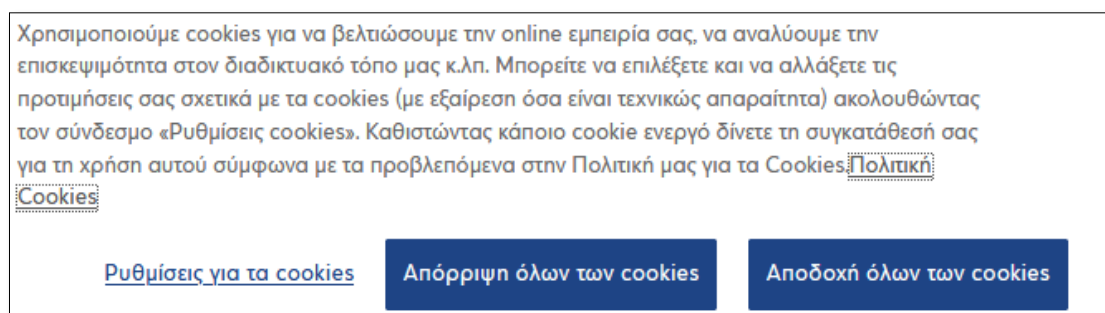 Χρησιμοποιούμε cookies για να βελτιώσουμε την online εμπειρία σας, να αναλύουμε την
επισκεψιμότητα στον διαδικτυακό τόπο μας κ.λπ. Μπορείτε να επιλέξετε και να αλλάξετε τις
προτιμήσεις σας σχετικά με τα cookies (με εξαίρεση όσα είναι τεχνικώς απαραίτητα) ακολουθώντας
τον σύνδεσμο «Ρυθμίσεις cookies». Καθιστώντας κάποιο cookie ενεργό δίνετε τη συγκατάθεσή σας
για τη χρήση αυτού σύμφωνα με τα προβλεπόμενα στην Πολιτική μας για τα Cookies.Πολιτική
Cookies
Ρυθμίσεις για τα cookies Απόρριψη όλων των cookies Αποδοχή όλων των cookies